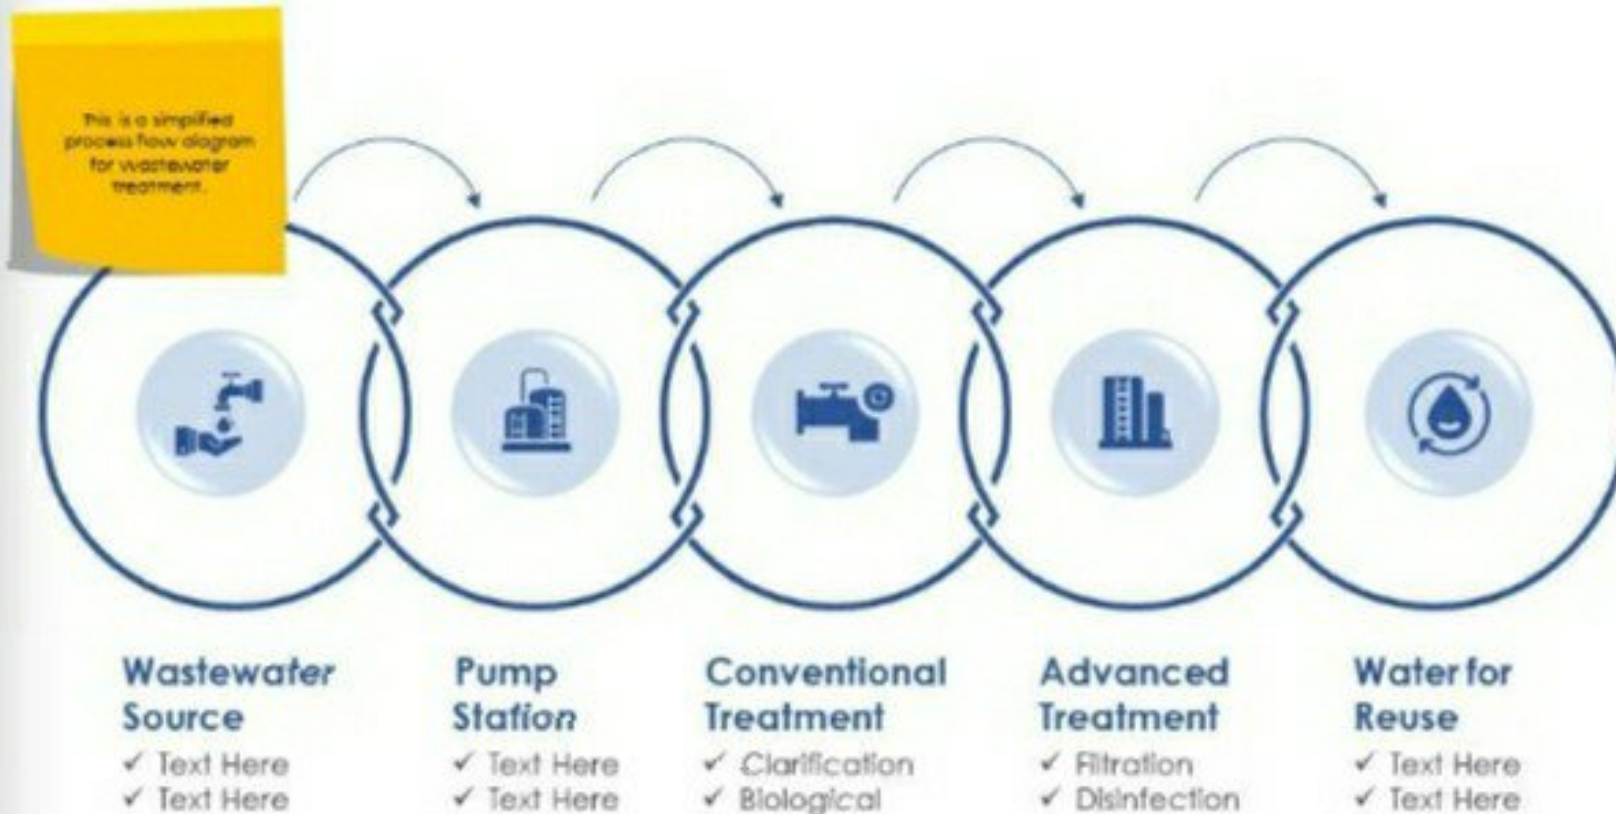 This is a simplified
process flow diagram
for wastewater
treatment.
Wastewater
Source
✓ Text Here
✓ Text Here
Pump
Station
✓ Text Here
✓ Text Here
Conventional
Treatment
✓ Clarification
✓ Biological
Advanced
Treatment
✓ Filtration
✓ Disinfection
Water for
Reuse
✓ Text Here
✓ Text Here